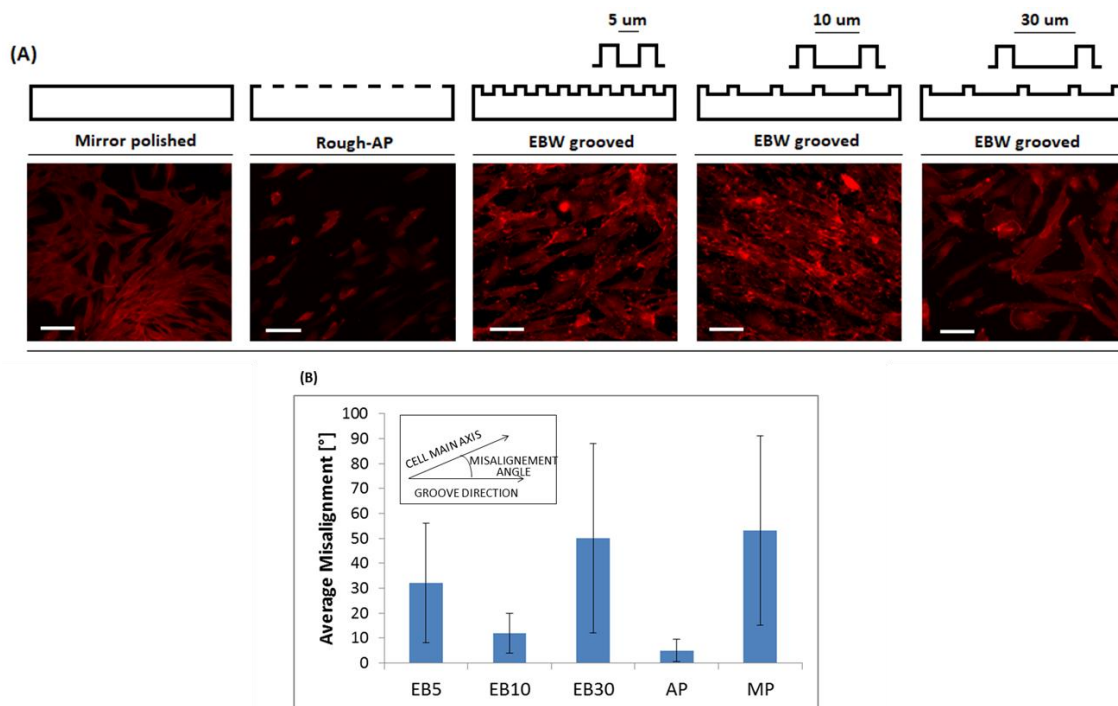 (A)
5 um
10 um
30 um
Mirror polished
Rough-AP
EBW grooved
EBW grooved
EBW grooved
(B)
Average Misalignment [°]
100
90
80
70
60
50
40
30
20
10
0
CELL MAIN AXIS
MISALIGNEMENT
ANGLE
GROOVE DIRECTION
EB5
EB10
EB30
AP
MP